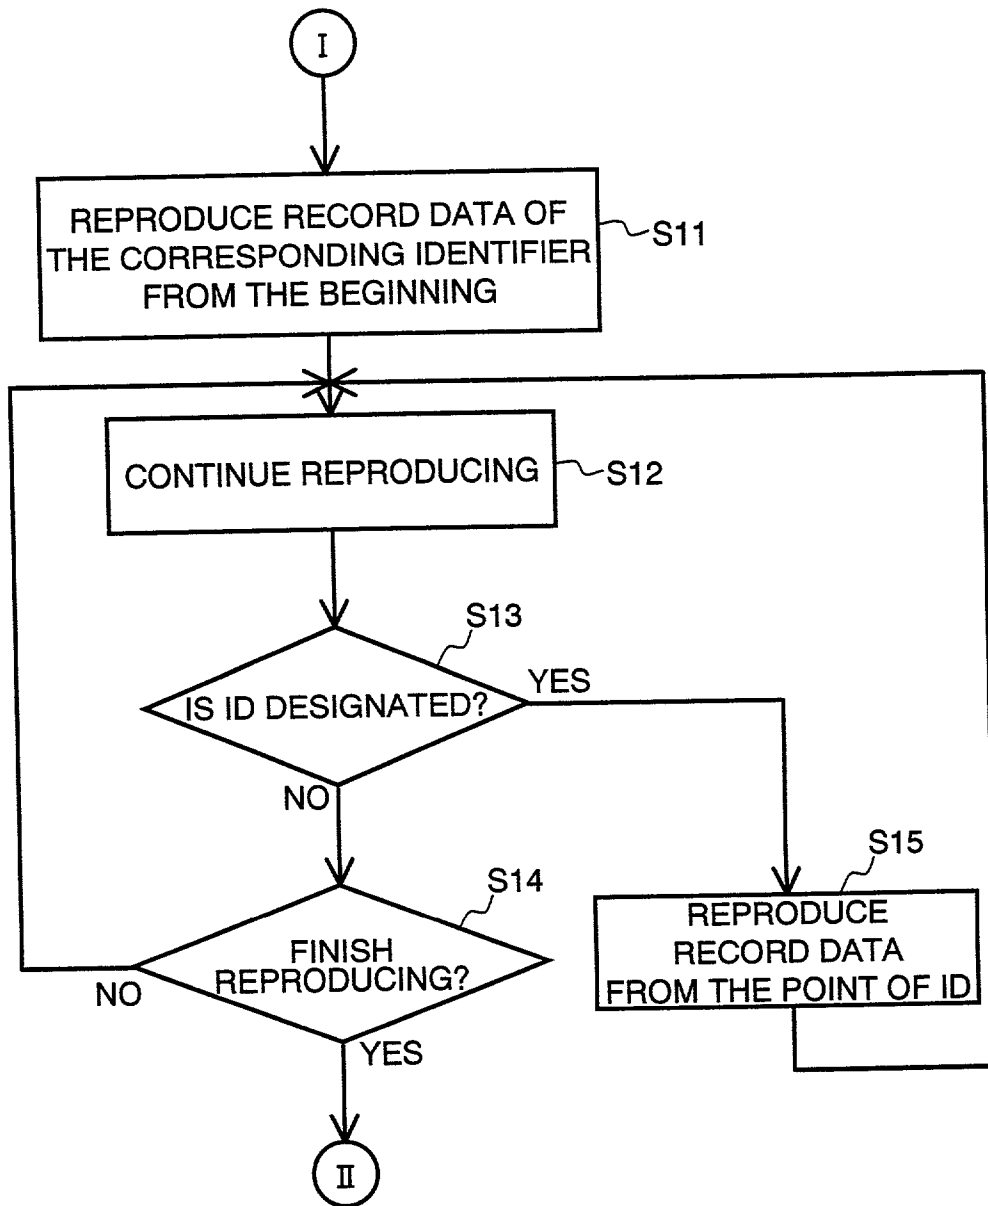 I
REPRODUCE RECORD DATA OF
THE CORRESPONDING IDENTIFIER
FROM THE BEGINNING
S11
CONTINUE REPRODUCING
S12
S13
IS ID DESIGNATED?
YES
NO
S14
FINISH
REPRODUCING?
NO
YES
S15
REPRODUCE
RECORD DATA
FROM THE POINT OF ID
II